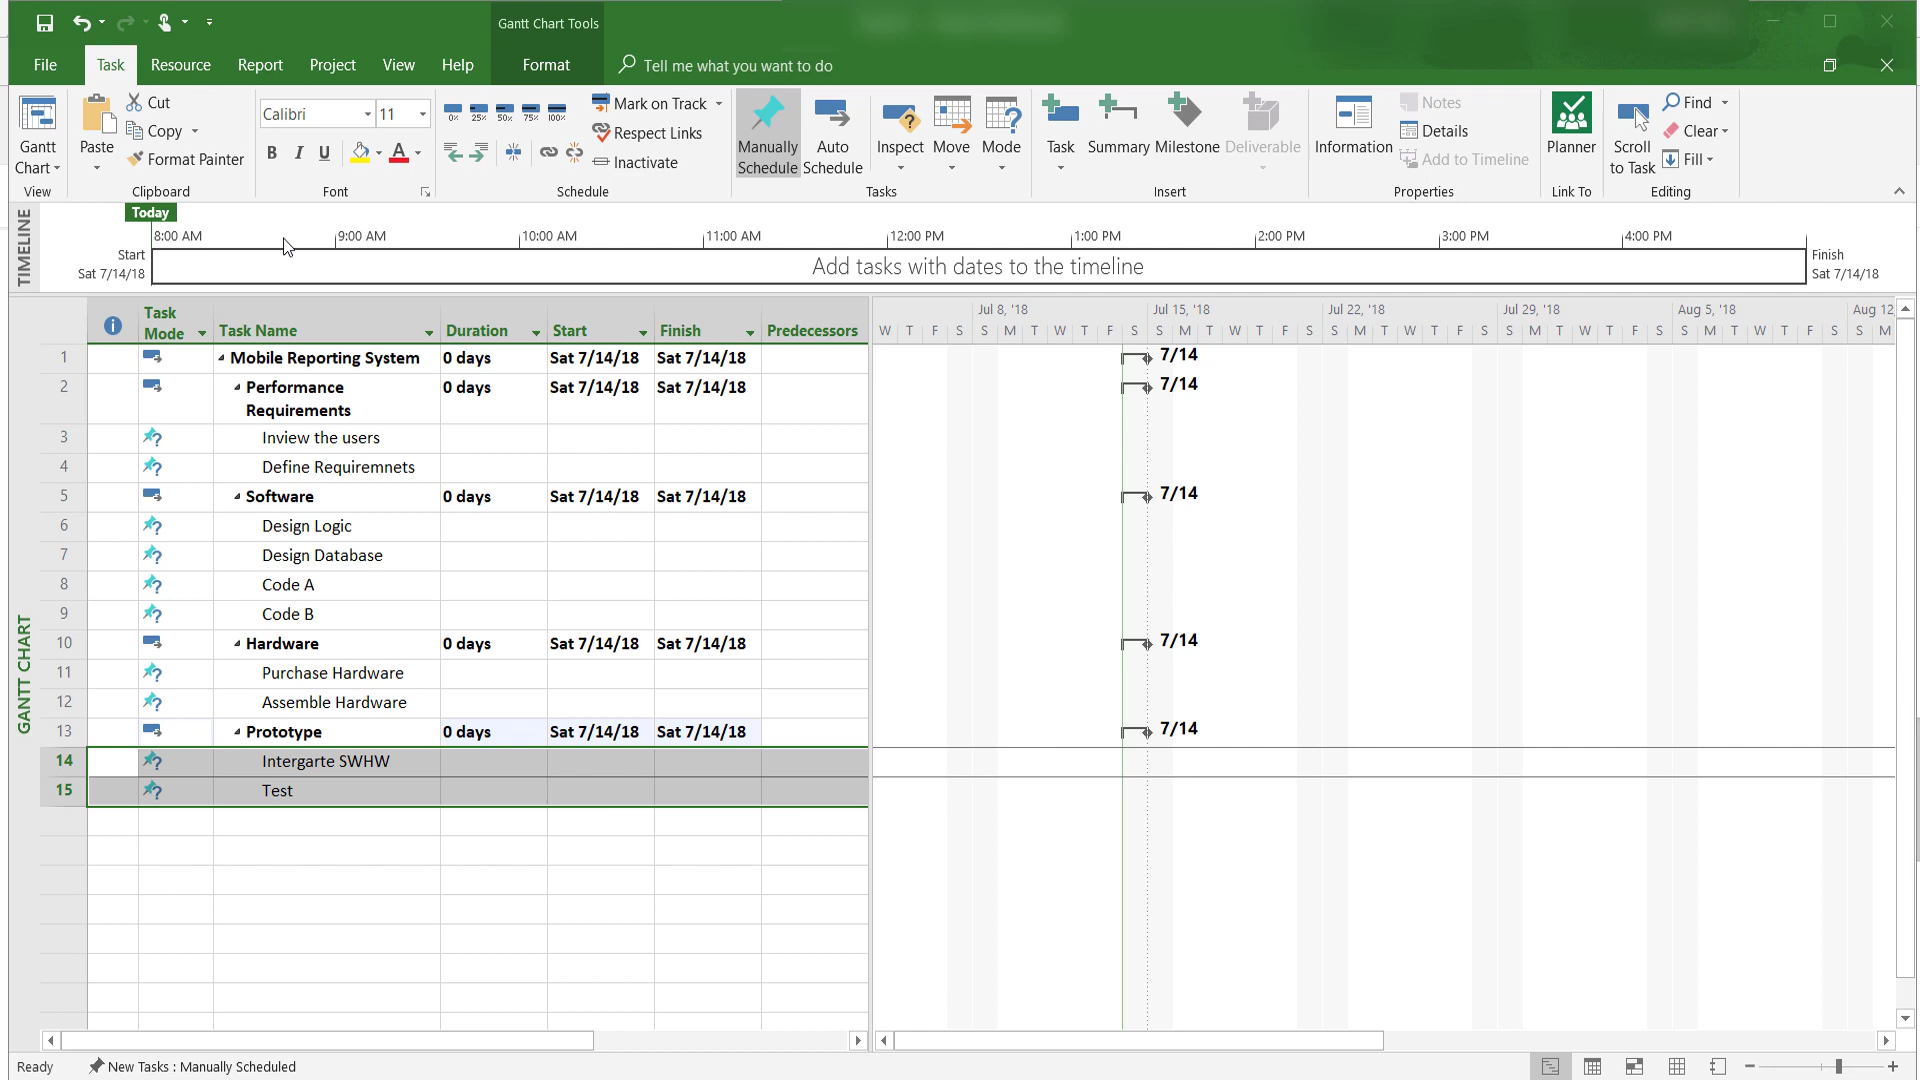 Gantt Chart Tools
File Task Resource Report Project View Help Format Tell me what you want to do
Gantt Chart
View
Paste
Cut
Copy
Format Painter
Clipboard
Calibri 11
B I U A
Font
0% 25% 50% 75% 100%
Mark on Track
Respect Links
Inactivate
Schedule
Manually Schedule
Auto Schedule
Inspect
Move
Mode
Tasks
Task
Summary
Milestone
Deliverable
Insert
Information
Notes
Details
Add to Timeline
Properties
Planner
Link To
Scroll to Task
Find
Clear
Fill
Editing
TIMELINE
Today
8:00 AM 9:00 AM 10:00 AM 11:00 AM 12:00 PM 1:00 PM 2:00 PM 3:00 PM 4:00 PM
Start
Sat 7/14/18
Add tasks with dates to the timeline
Finish
Sat 7/14/18
GANTT CHART
Task Mode Task Name Duration Start Finish Predecessors
1 Mobile Reporting System 0 days Sat 7/14/18 Sat 7/14/18
2 Performance Requirements 0 days Sat 7/14/18 Sat 7/14/18
3 Inview the users
4 Define Requiremnets
5 Software 0 days Sat 7/14/18 Sat 7/14/18
6 Design Logic
7 Design Database
8 Code A
9 Code B
10 Hardware 0 days Sat 7/14/18 Sat 7/14/18
11 Purchase Hardware
12 Assemble Hardware
13 Prototype 0 days Sat 7/14/18 Sat 7/14/18
14 Intergarte SWHW
15 Test
Jul 8, '18 Jul 15, '18 Jul 22, '18 Jul 29, '18 Aug 5, '18 Aug 12
W T F S S M T W T F S S M T W T F S S M T W T F S S M T W T F S S M T W T F S S M
7/14
7/14
7/14
7/14
7/14
Ready New Tasks : Manually Scheduled